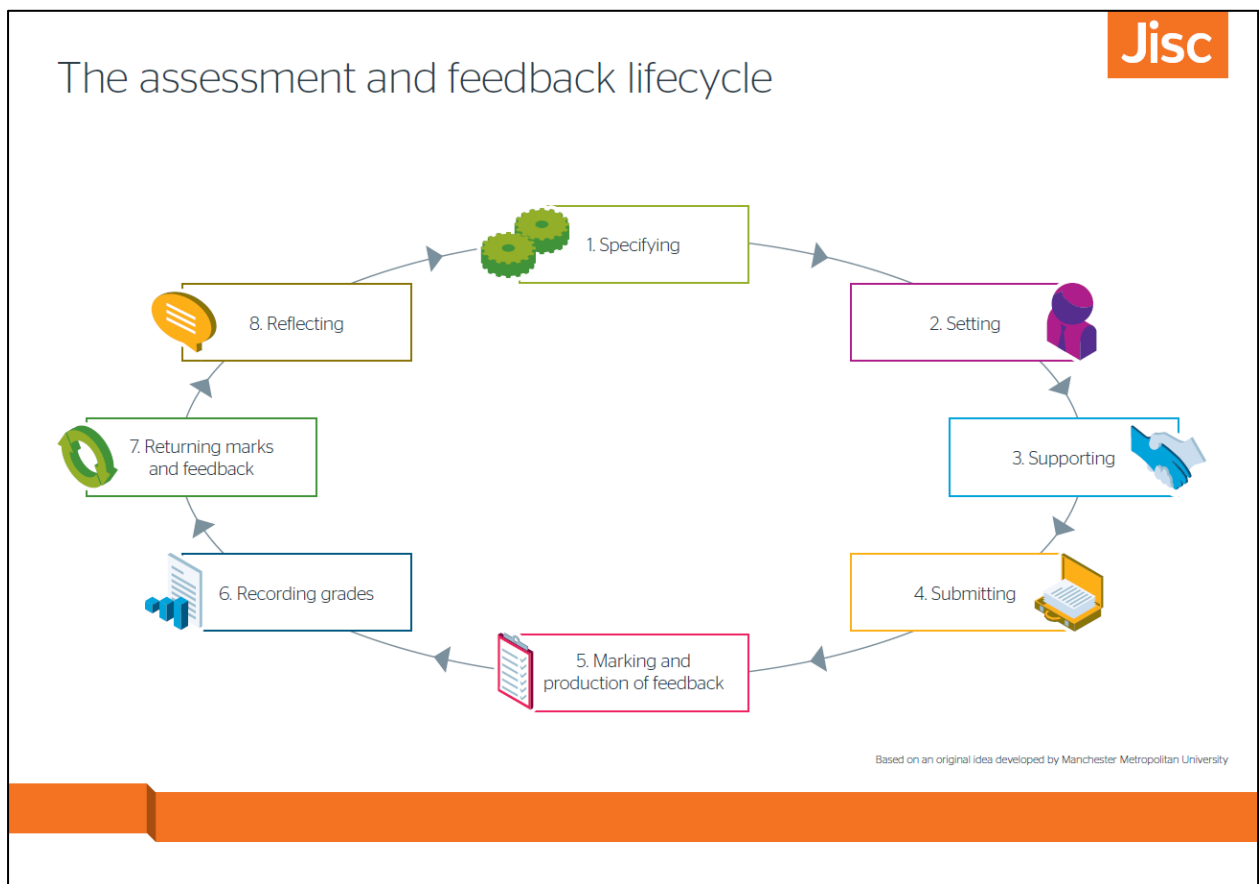 Jisc
The assessment and feedback lifecycle
1. Specifying
2. Setting
3. Supporting
4. Submitting
5. Marking and
production of feedback
6. Recording grades
7. Returning marks
and feedback
8. Reflecting
Based on an original idea developed by Manchester Metropolitan University